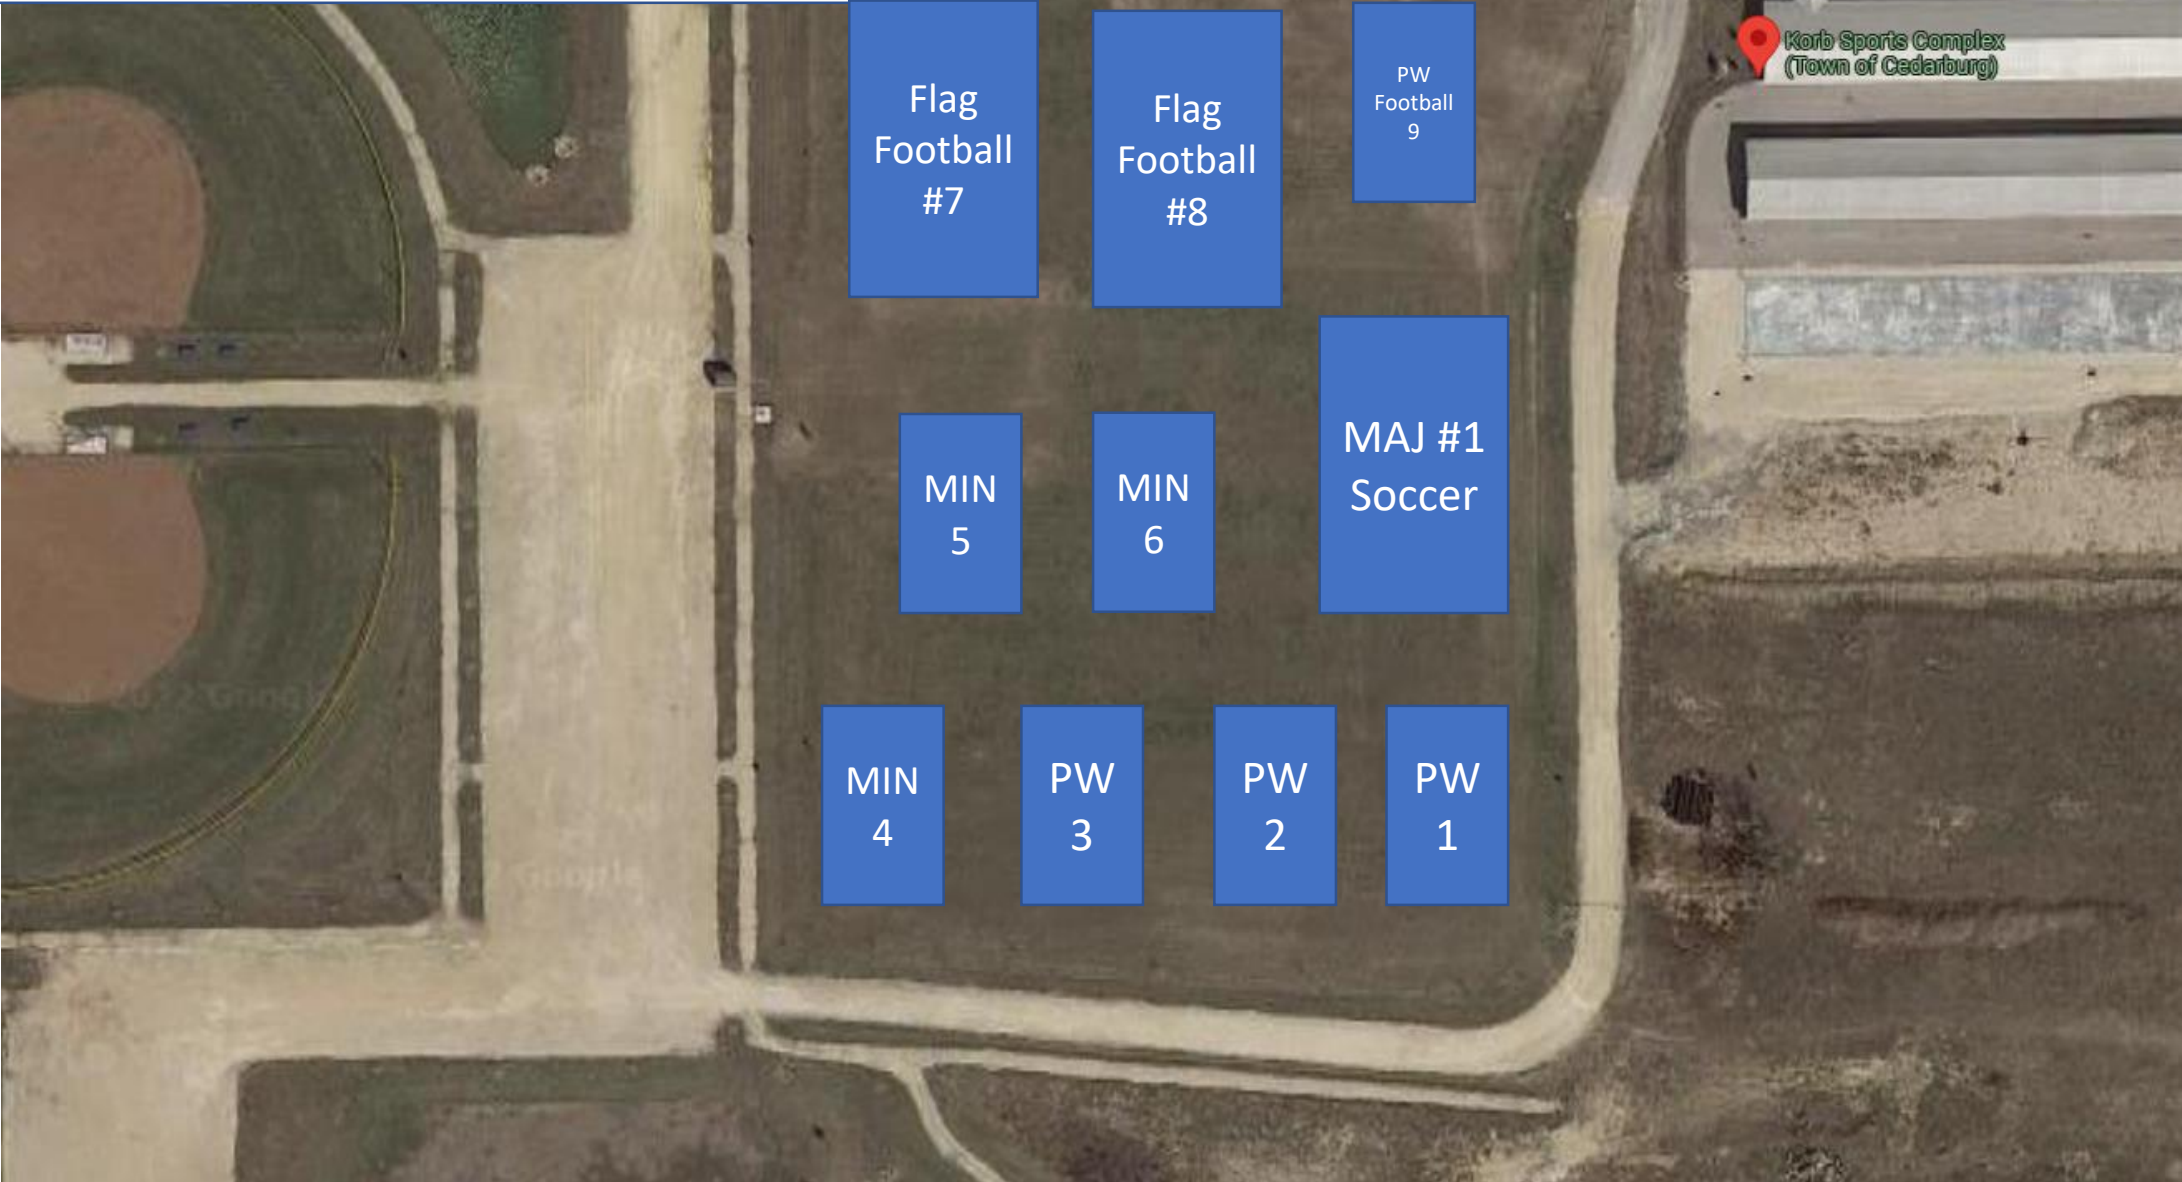 Flag
Football
#7
Flag
Football
#8
PW
Football
9
Korb Sports Complex
(Town of Cedarburg)
MIN
5
MIN
6
MAJ #1
Soccer
MIN
4
PW
3
PW
2
PW
1
Google